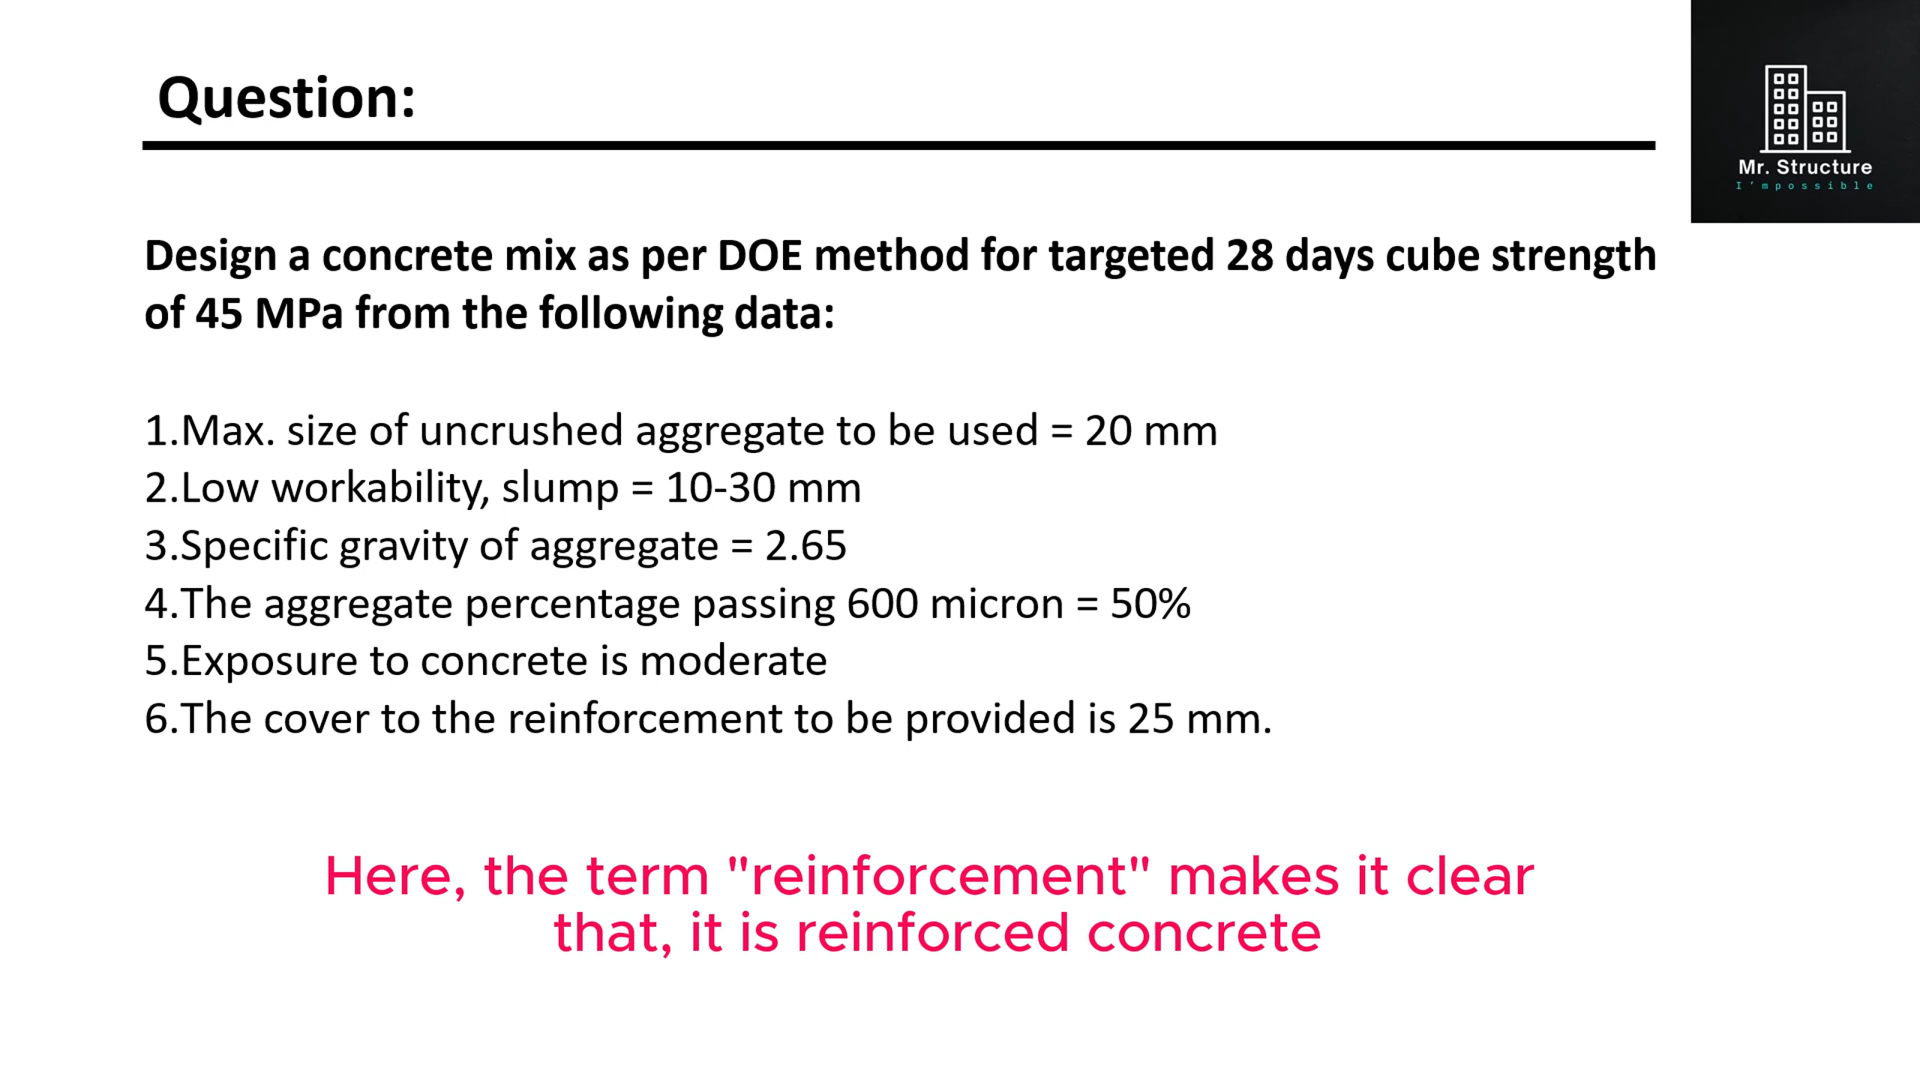 Question:
Mr. Structure
I'mpossible
Design a concrete mix as per DOE method for targeted 28 days cube strength
of 45 MPa from the following data:
1.Max. size of uncrushed aggregate to be used = 20 mm
2.Low workability, slump = 10-30 mm
3.Specific gravity of aggregate = 2.65
4.The aggregate percentage passing 600 micron = 50%
5.Exposure to concrete is moderate
6.The cover to the reinforcement to be provided is 25 mm.
Here, the term "reinforcement" makes it clear
that, it is reinforced concrete